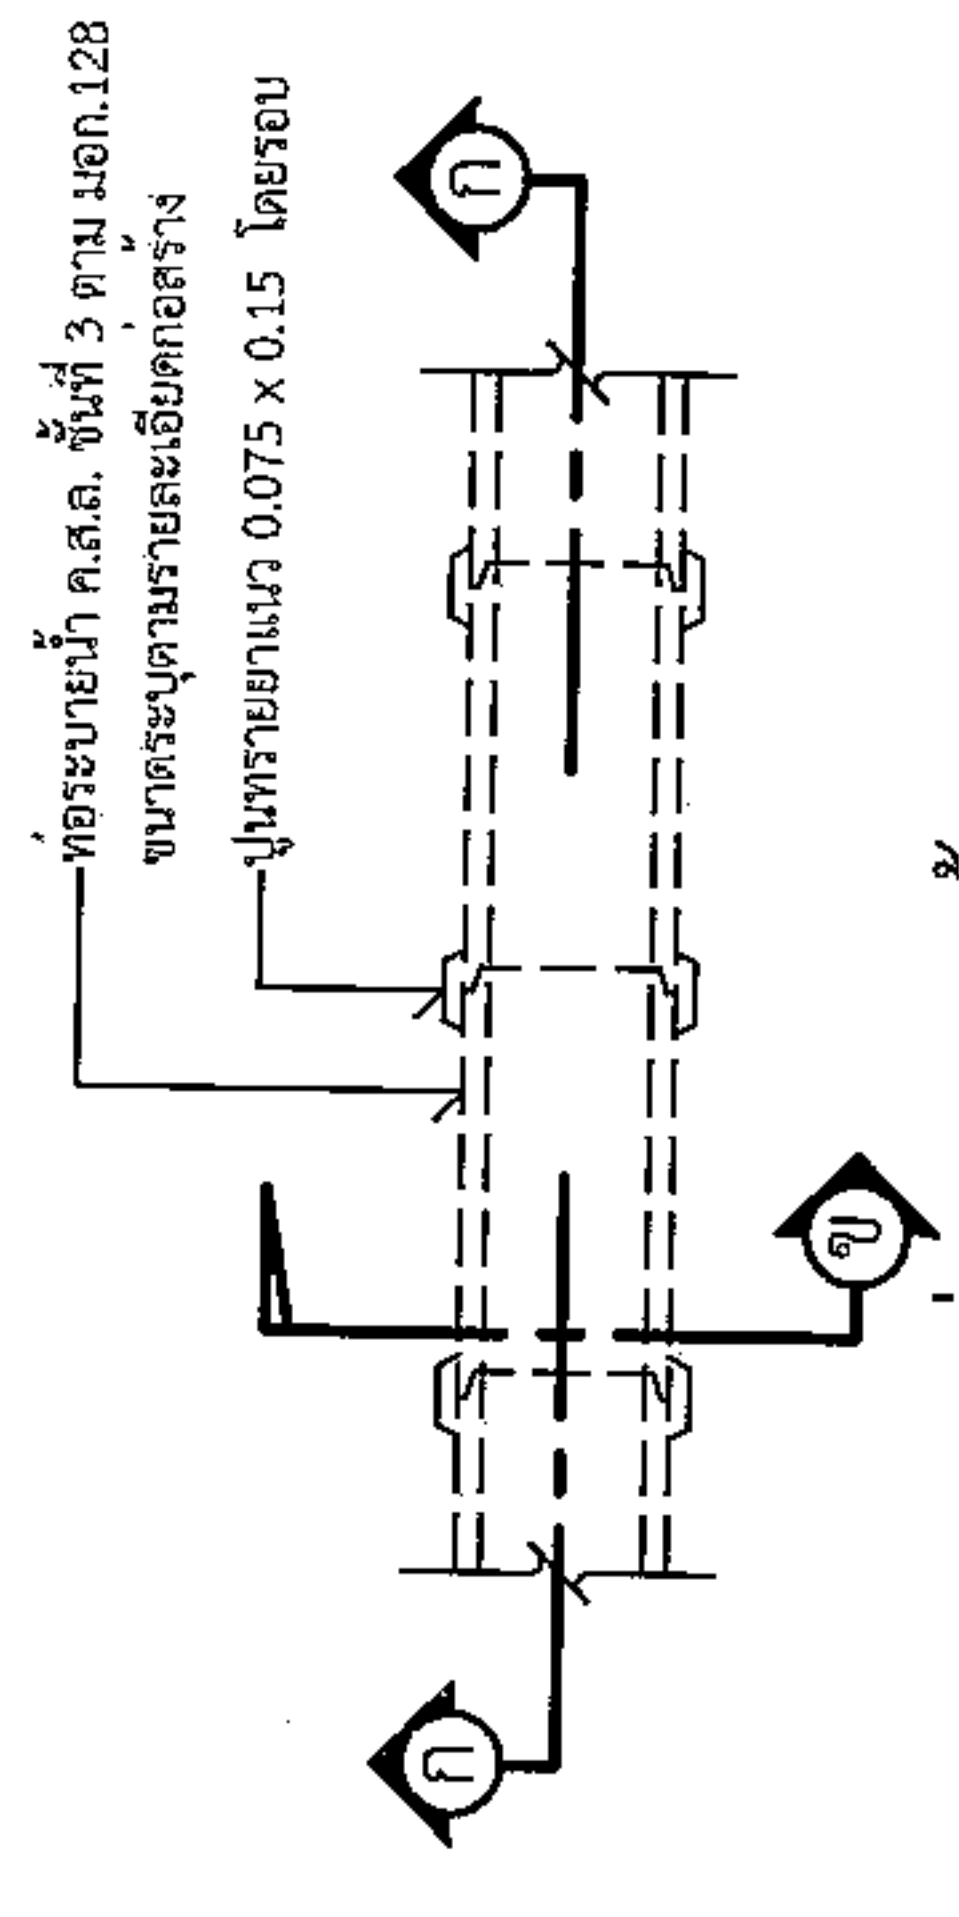 ท่อระบายน้ำ ค.ส.ล. ชั้นที่ 3 ตาม มอก.128
ขนาดระบุตามรายละเอียดก่อสร้าง
ปูนทรายยาแนว 0.075 x 0.15 โดยรอบ
ก
ก
ข